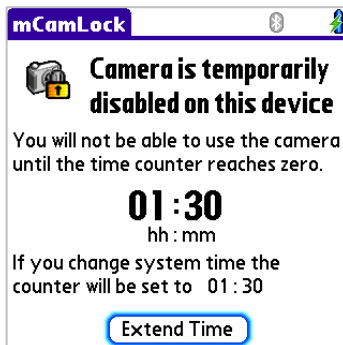 mCamLock
Camera is temporarily
disabled on this device
You will not be able to use the camera
until the time counter reaches zero.
01:30
hh : mm
If you change system time the
counter will be set to 01 : 30
Extend Time